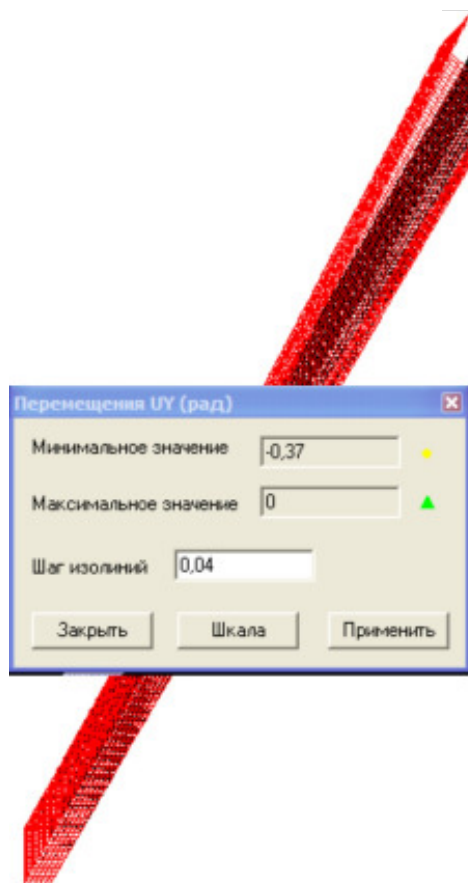 Перемещения UY (рад)
Минимальное значение -0,37
Максимальное значение 0
Шаг изолиний 0,04
Закрыть Шкала Применить